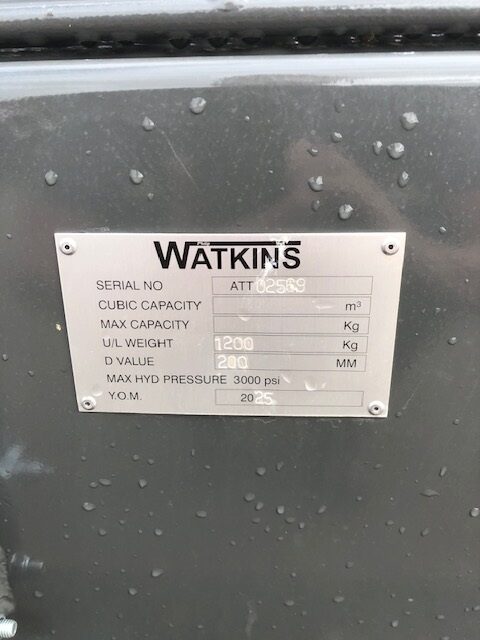 WATKINS
SERIAL NO ATT 02569
CUBIC CAPACITY m³
MAX CAPACITY Kg
U/L WEIGHT 1200 Kg
D VALUE 200 MM
MAX HYD PRESSURE 3000 psi
Y.O.M. 2025